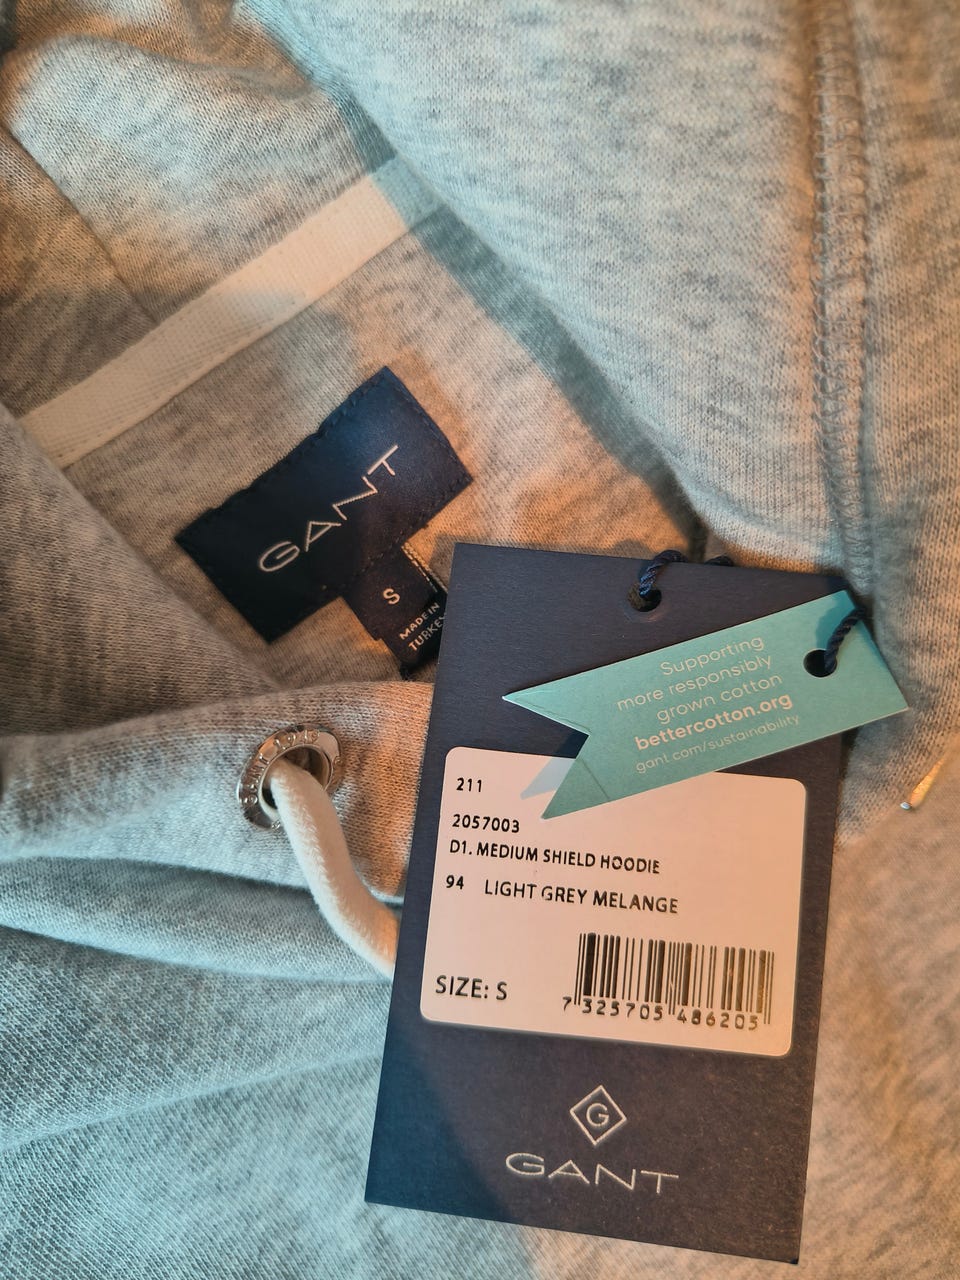 GANT
S
MADE IN
TURKEY
Supporting
more responsibly
grown cotton
bettercotton.org
gant.com/sustainability
211
2057003
D1. MEDIUM SHIELD HOODIE
94 LIGHT GREY MELANGE
SIZE: S
7 325705 486205
G
GANT